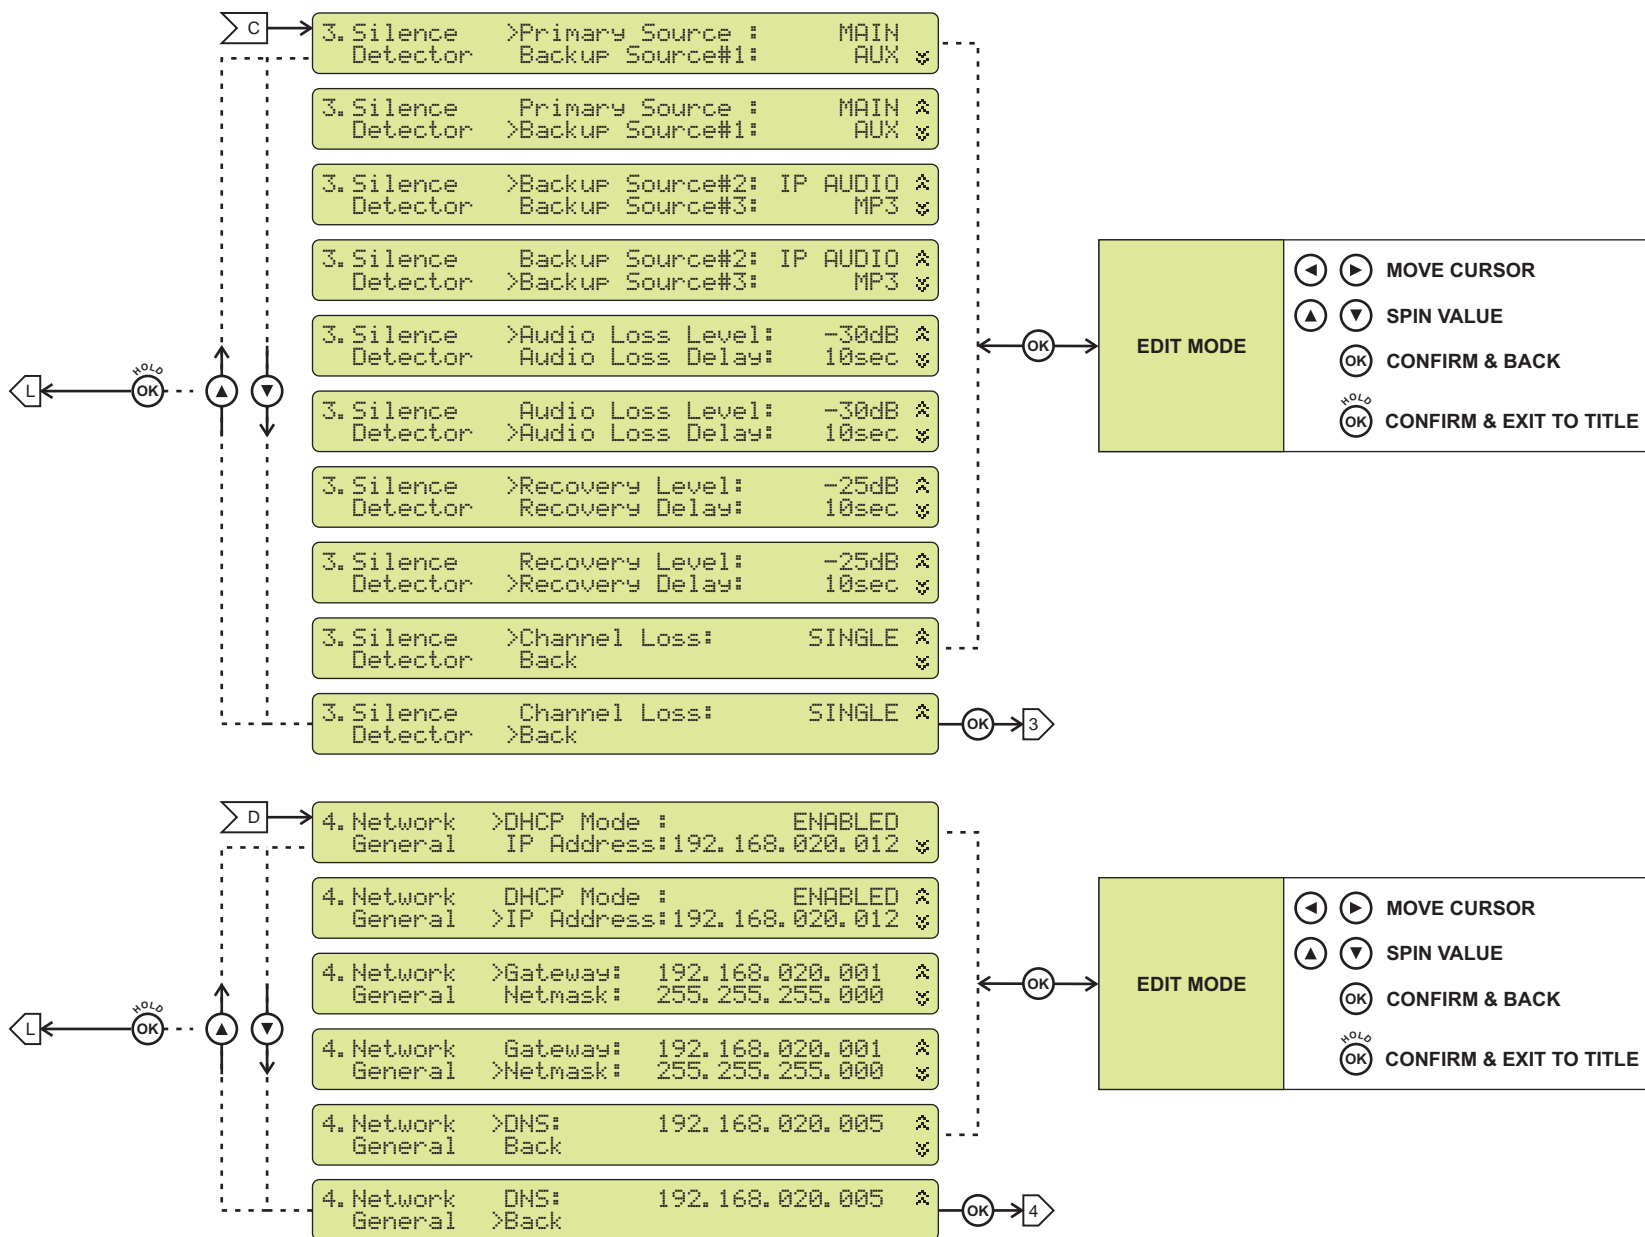 C
3. Silence >Primary Source : MAIN
Detector Backup Source#1: AUX
3. Silence Primary Source : MAIN
Detector >Backup Source#1: AUX
3. Silence >Backup Source#2: IP AUDIO
Detector Backup Source#3: MP3
3. Silence Backup Source#2: IP AUDIO
Detector >Backup Source#3: MP3
3. Silence >Audio Loss Level: -30dB
Detector Audio Loss Delay: 10sec
3. Silence Audio Loss Level: -30dB
Detector >Audio Loss Delay: 10sec
3. Silence >Recovery Level: -25dB
Detector Recovery Delay: 10sec
3. Silence Recovery Level: -25dB
Detector >Recovery Delay: 10sec
3. Silence >Channel Loss: SINGLE
Detector Back
3. Silence Channel Loss: SINGLE
Detector >Back
L
HOLD
OK
OK
EDIT MODE
MOVE CURSOR
SPIN VALUE
OK CONFIRM & BACK
HOLD
OK CONFIRM & EXIT TO TITLE
OK
3
D
4. Network >DHCP Mode : ENABLED
General IP Address:192.168.020.012
4. Network DHCP Mode : ENABLED
General >IP Address:192.168.020.012
4. Network >Gateway: 192.168.020.001
General Netmask: 255.255.255.000
4. Network Gateway: 192.168.020.001
General >Netmask: 255.255.255.000
4. Network >DNS: 192.168.020.005
General Back
4. Network DNS: 192.168.020.005
General >Back
L
HOLD
OK
OK
EDIT MODE
MOVE CURSOR
SPIN VALUE
OK CONFIRM & BACK
HOLD
OK CONFIRM & EXIT TO TITLE
OK
4